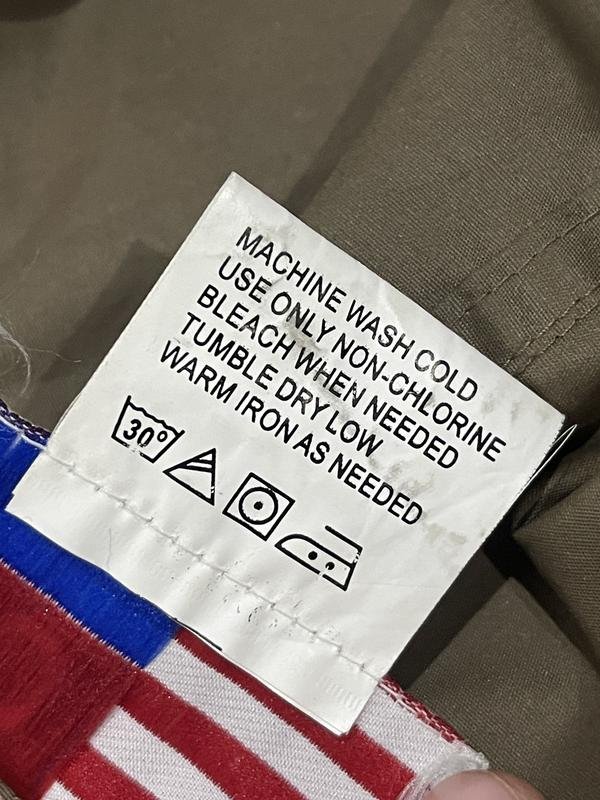 MACHINE WASH COLD
USE ONLY NON-CHLORINE
BLEACH WHEN NEEDED
TUMBLE DRY LOW
WARM IRON AS NEEDED
30°